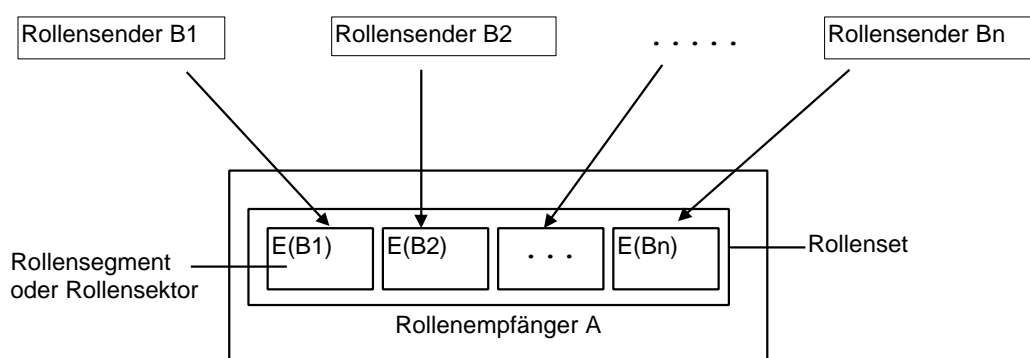 Rollensender B1
Rollensender B2
. . . . .
Rollensender Bn
E(B1)
E(B2)
. . .
E(Bn)
Rollenset
Rollensegment
oder Rollensektor
Rollenempfänger A